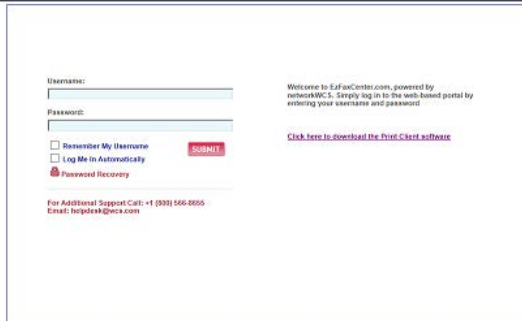 Username:
Password:
Remember My Username
Log Me In Automatically
SUBMIT
Password Recovery
For Additional Support Call: +1 (800) 566-8655
Email: helpdesk@wcs.com
Welcome to EzFaxCenter.com, powered by
networkWCS. Simply log in to the web-based portal by
entering your username and password
Click here to download the Print Client software